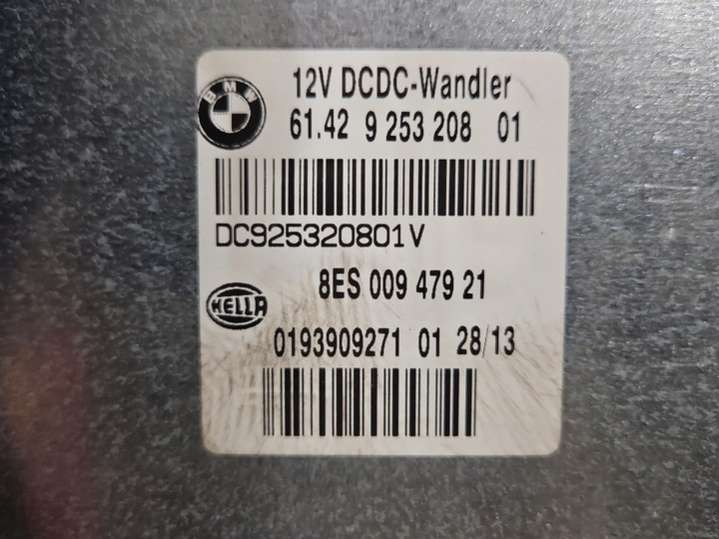 BMW
12V DCDC-Wandler
61.42 9 253 208 01
DC925320801V
8ES 009 479 21
HELLA
0193909271 01 28/13